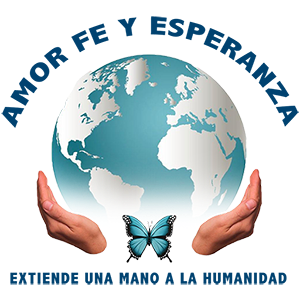 AMOR FE Y ESPERANZA
EXTIENDE UNA MANO A LA HUMANIDAD